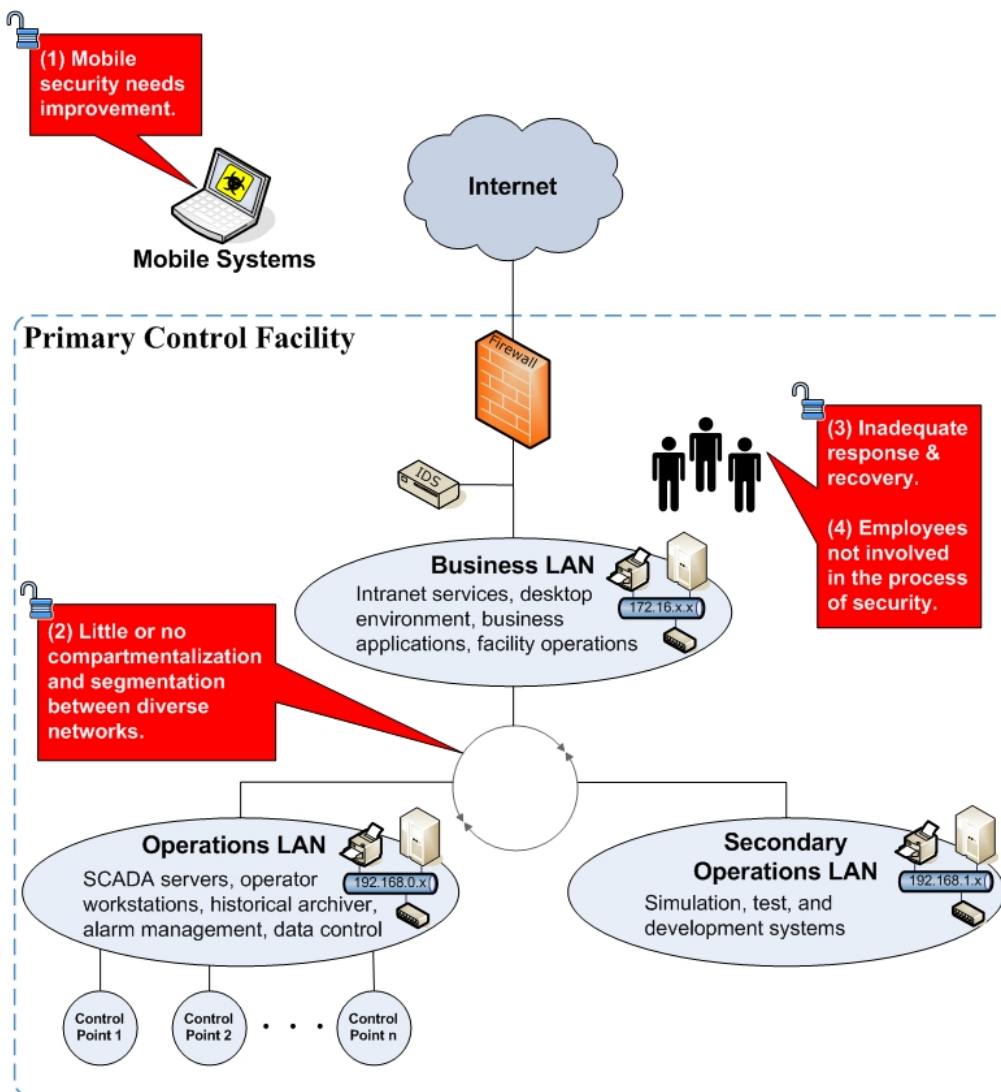 (1) Mobile
security needs
improvement.
Internet
Mobile Systems
Primary Control Facility
Firewall
IDS
(3) Inadequate
response &
recovery.
(4) Employees
not involved
in the process
of security.
Business LAN
Intranet services, desktop
environment, business
applications, facility operations
172.16.x.x
(2) Little or no
compartmentalization
and segmentation
between diverse
networks.
Operations LAN
SCADA servers, operator
workstations, historical archiver,
alarm management, data control
192.168.0.x
Secondary
Operations LAN
Simulation, test, and
development systems
192.168.1.x
Control
Point 1
Control
Point 2
. . .
Control
Point n